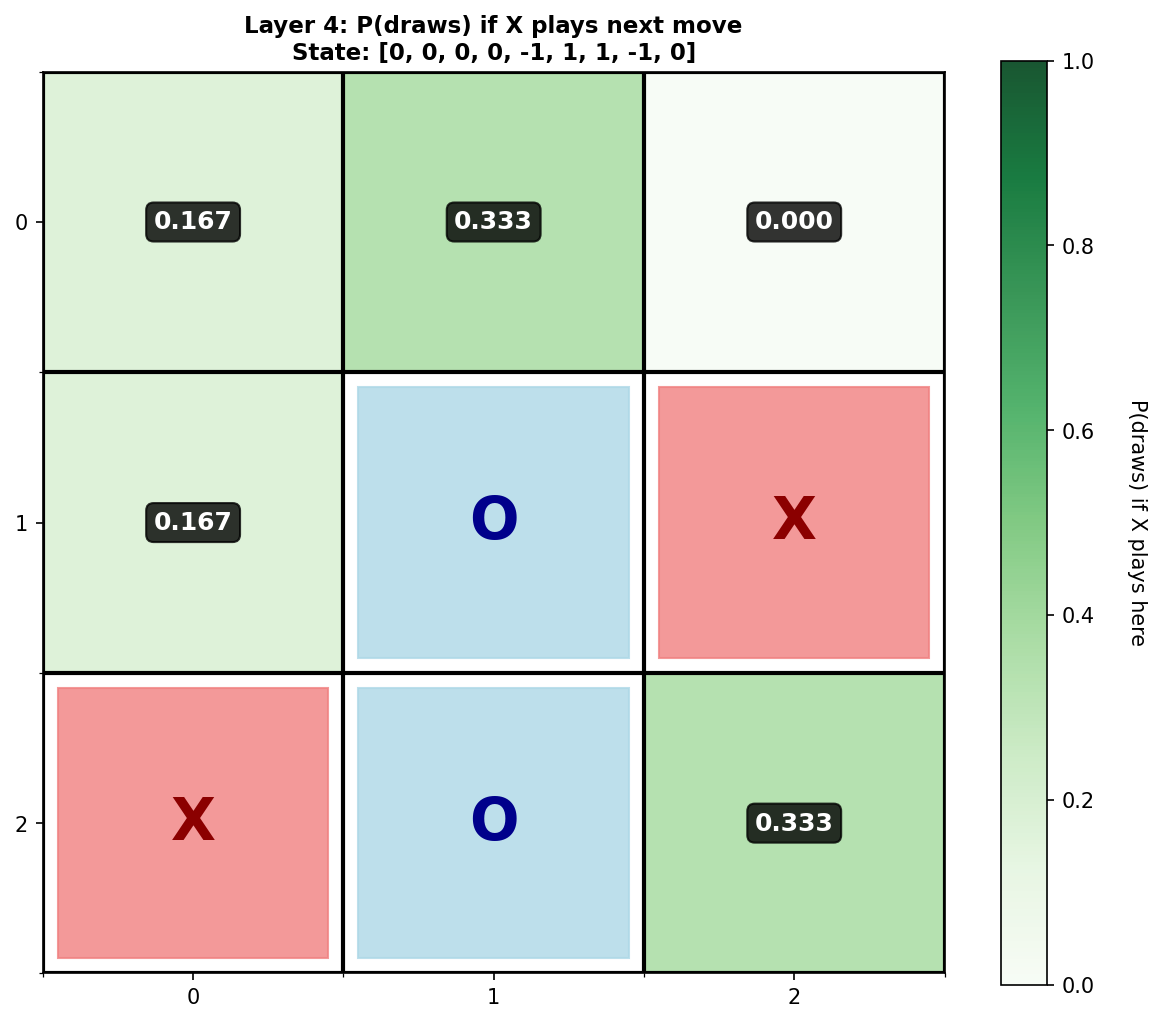 Layer 4: P(draws) if X plays next move
State: [0, 0, 0, 0, -1, 1, 1, -1, 0]
0
0.167
0.333
0.000
1
0.167
O
X
2
X
O
0.333
0
1
2
1.0
0.8
0.6
0.4
0.2
0.0
P(draws) if X plays here